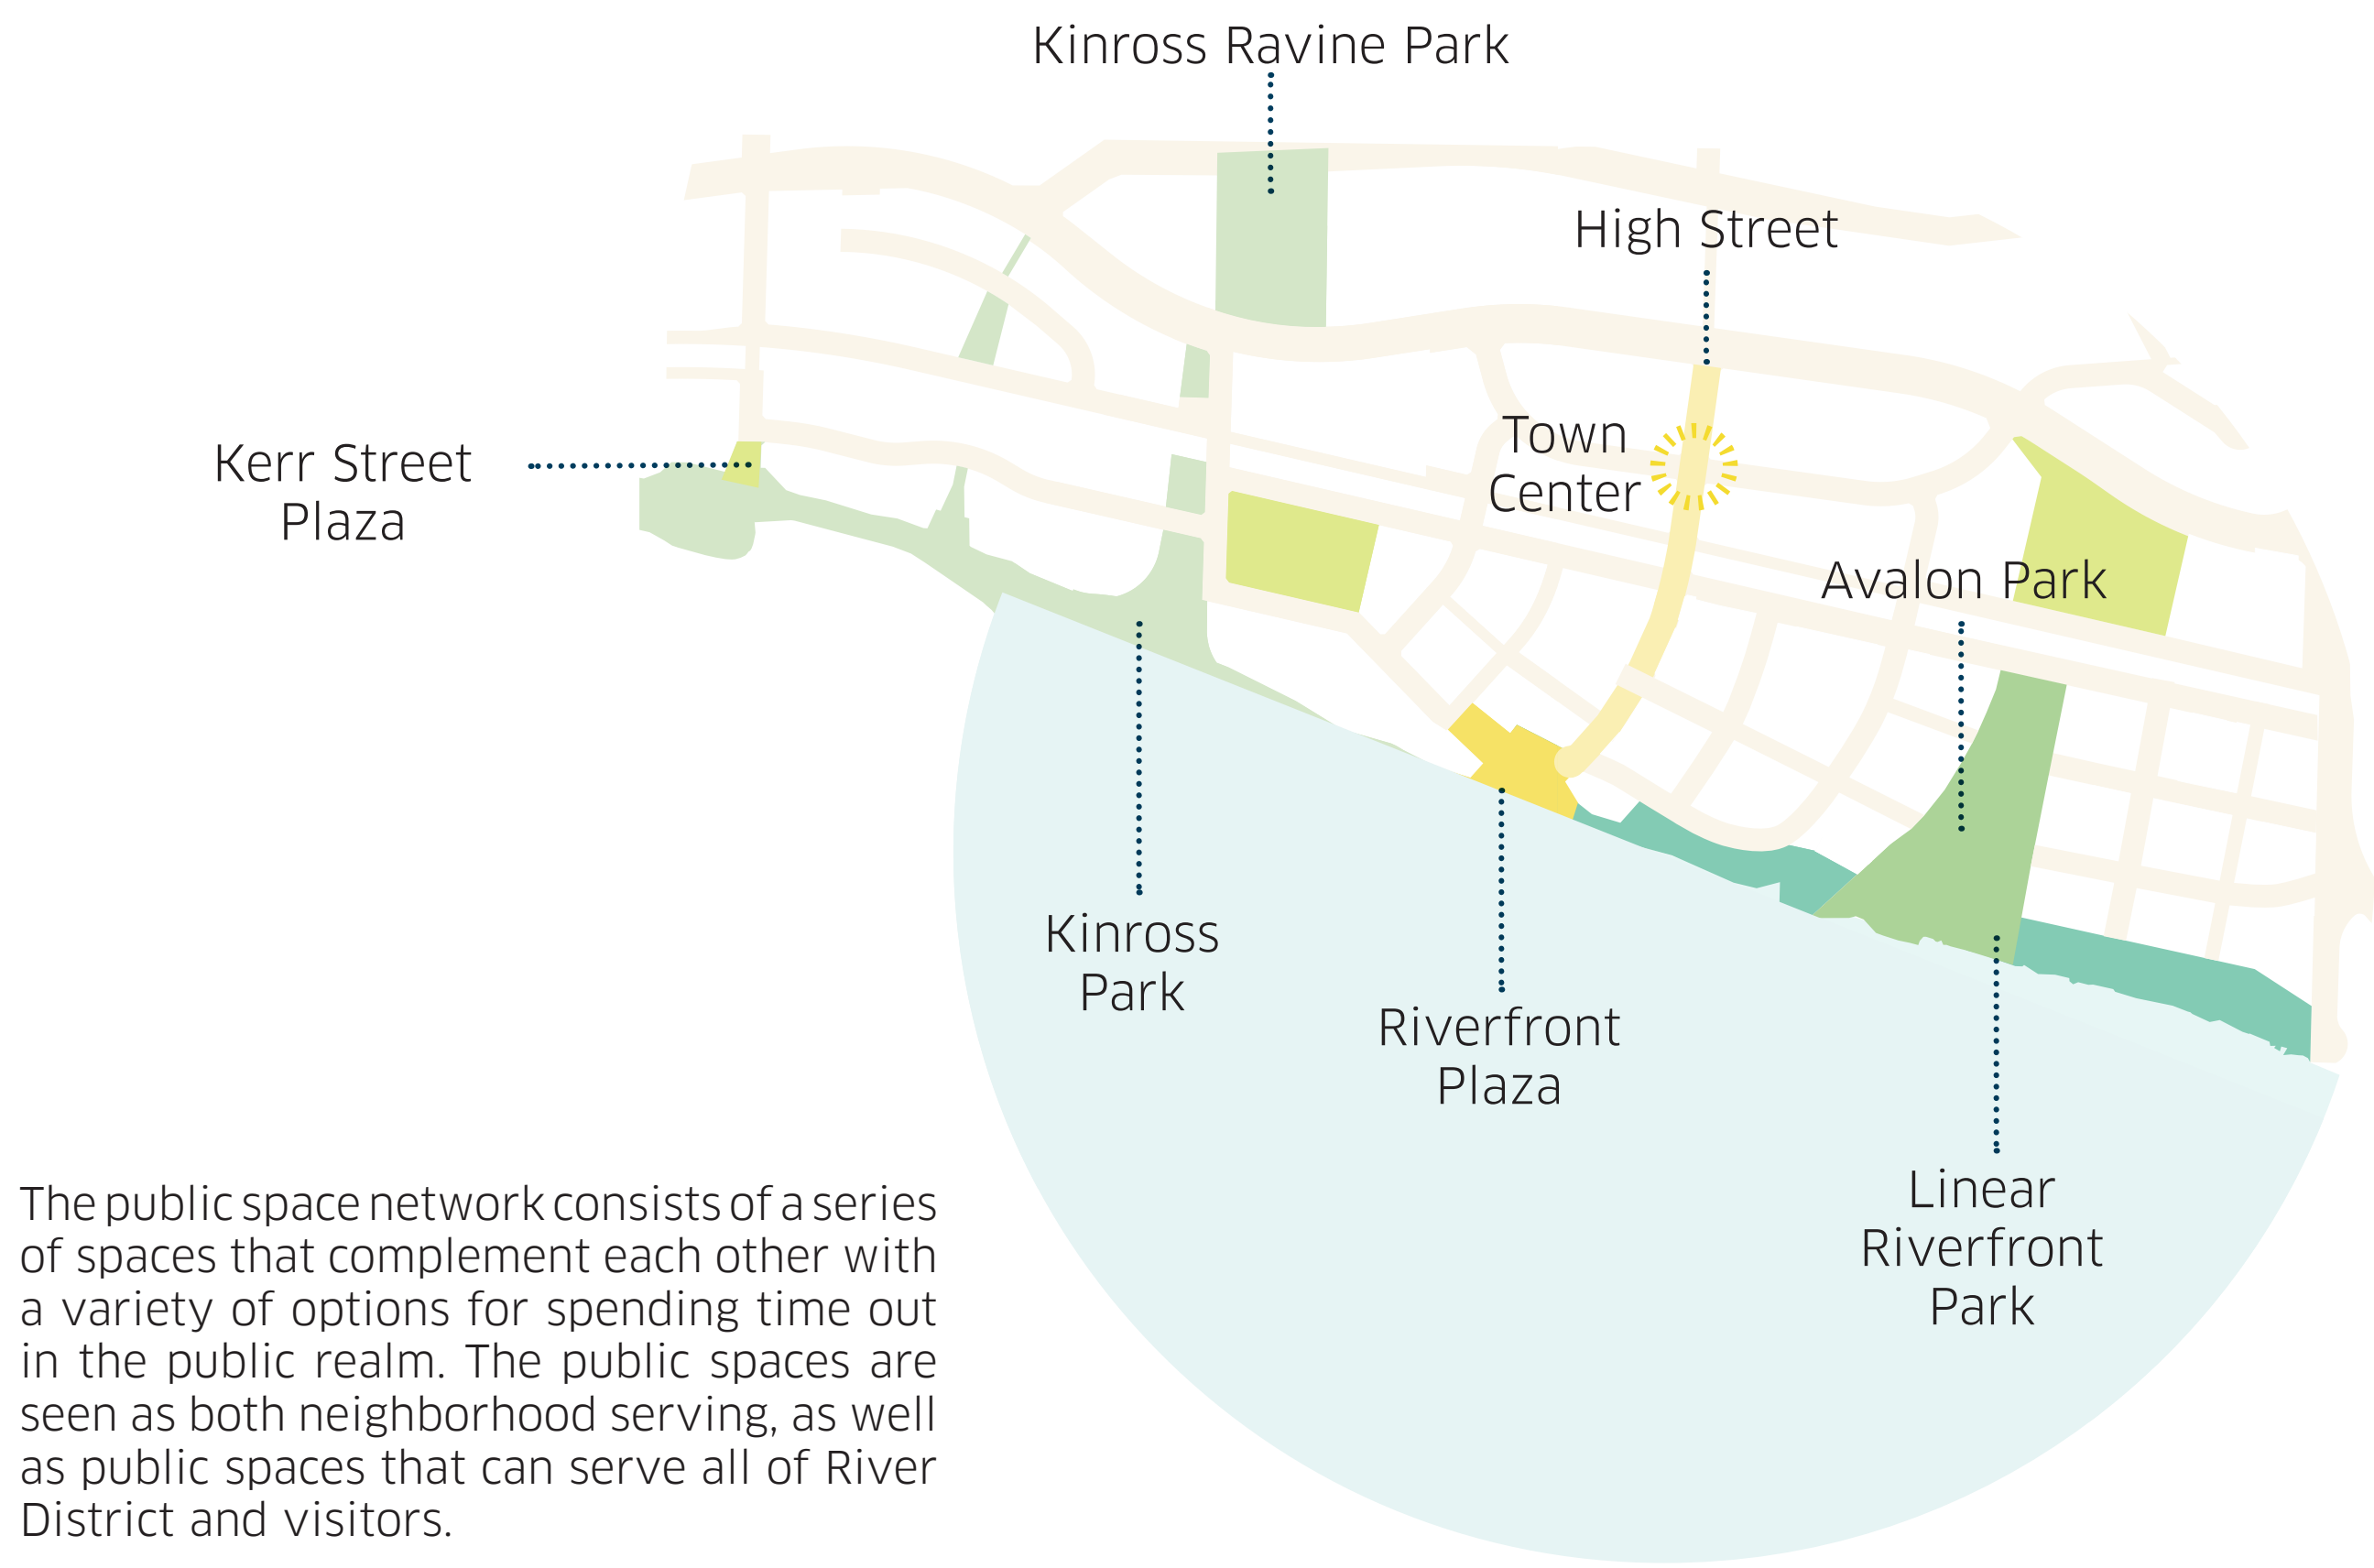 Kinross Ravine Park
High Street
Town
Center
Kerr Street
Plaza
Avalon Park
Kinross
Park
Riverfront
Plaza
Linear
Riverfront
Park
The public space network consists of a series
of spaces that complement each other with
a variety of options for spending time out
in the public realm. The public spaces are
seen as both neighborhood serving, as well
as public spaces that can serve all of River
District and visitors.